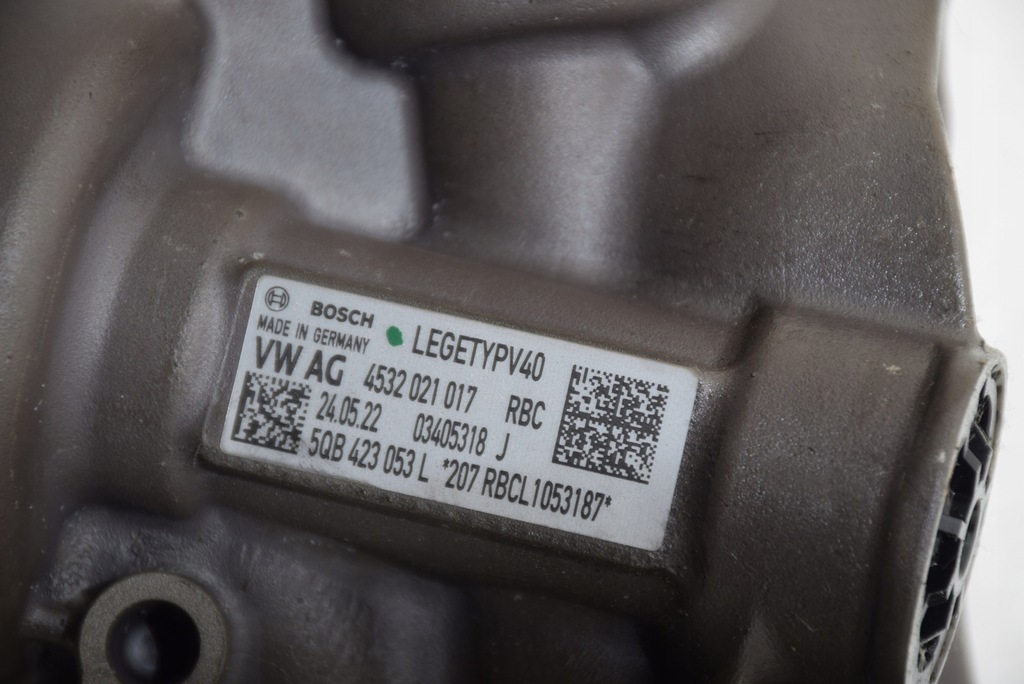 BOSCH
MADE IN GERMANY
LEGETYPV40
VW AG 4532 021 017 RBC
24.05.22 03405318 J
5QB 423 053 L *207 RBCL1053187*